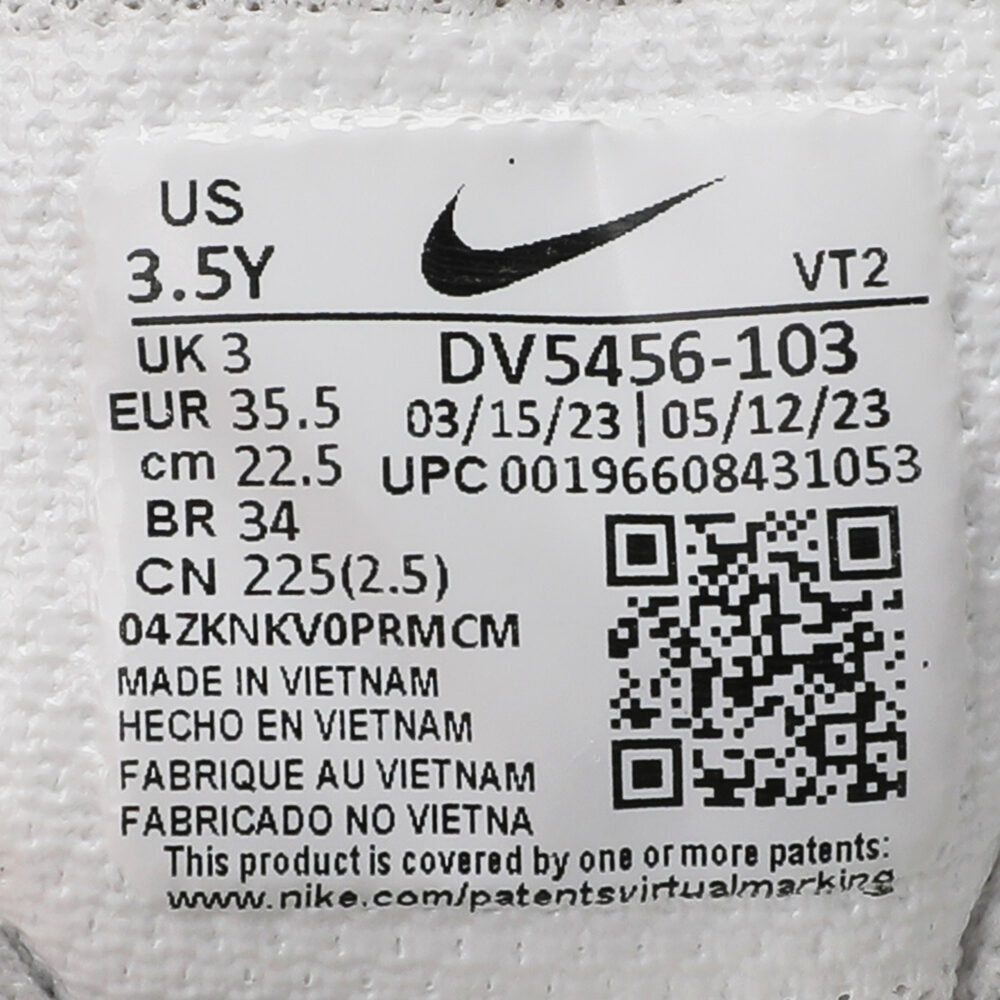 US
3.5Y
VT2
UK 3
DV5456-103
EUR 35.5
03/15/23 | 05/12/23
cm 22.5
UPC 001966608431053
BR 34
CN 225(2.5)
04ZKNKV0PRMCM
MADE IN VIETNAM
HECHO EN VIETNAM
FABRIQUE AU VIETNAM
FABRICADO NO VIETNA
This product is covered by one or more patents:
www.nike.com/patentsvirtualmarking